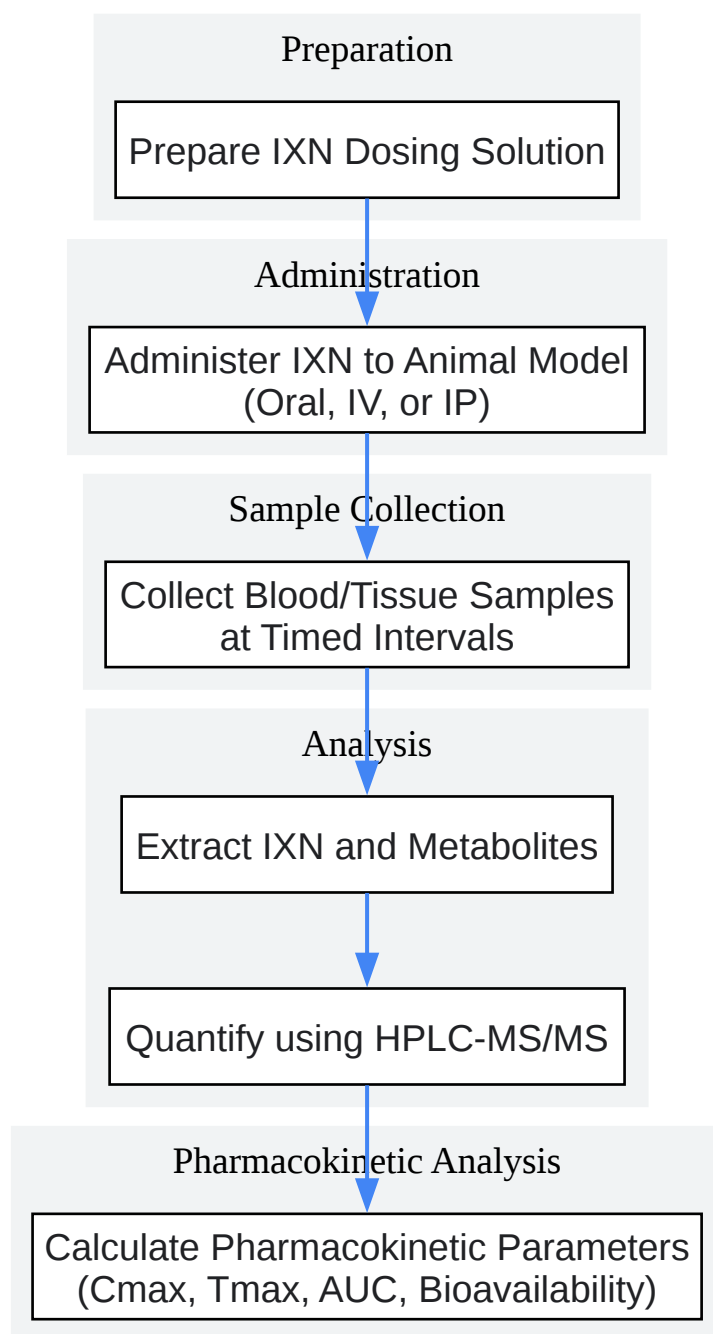 Preparation
Prepare IXN Dosing Solution
Administration
Administer IXN to Animal Model
(Oral, IV, or IP)
Sample Collection
Collect Blood/Tissue Samples
at Timed Intervals
Analysis
Extract IXN and Metabolites
Quantify using HPLC-MS/MS
Pharmacokinetic Analysis
Calculate Pharmacokinetic Parameters
(Cmax, Tmax, AUC, Bioavailability)